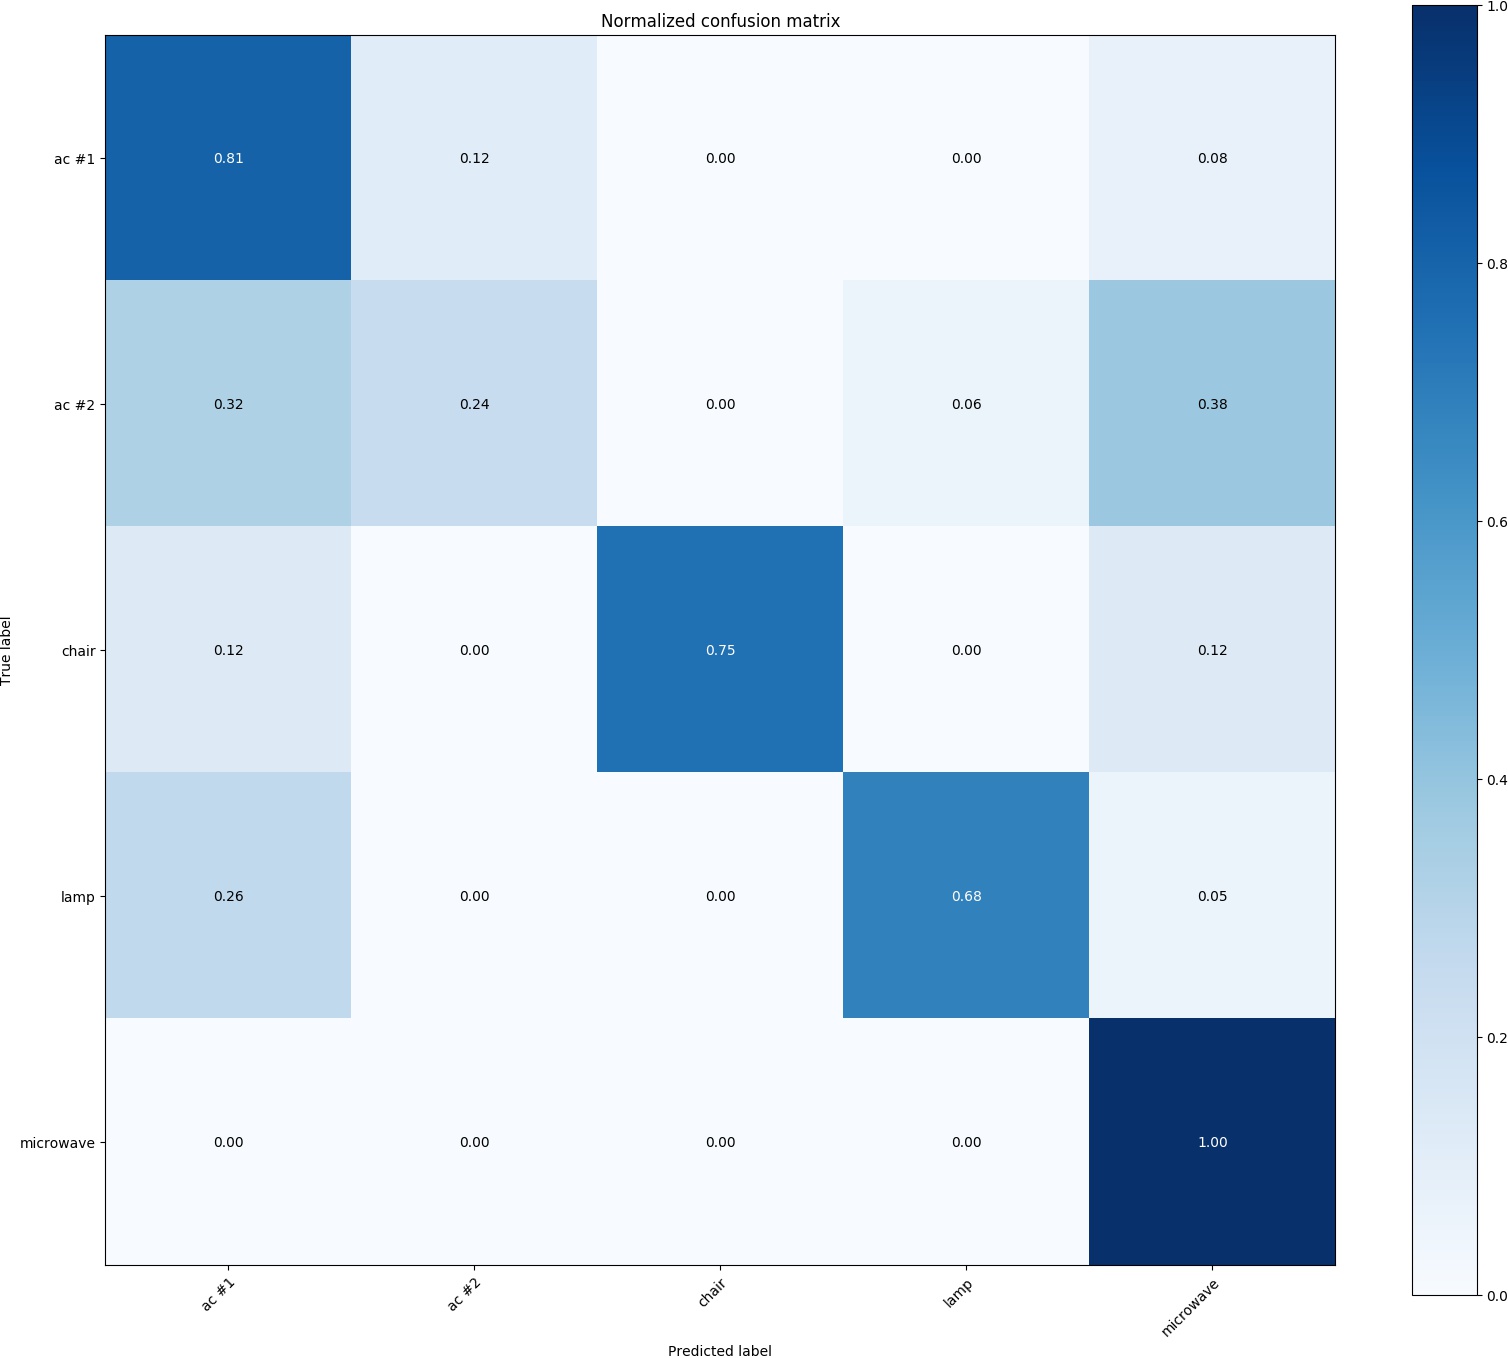 Normalized confusion matrix
1.0
ac #1 0.81 0.12 0.00 0.00 0.08
0.8
ac #2 0.32 0.24 0.00 0.06 0.38
0.6
True label
chair 0.12 0.00 0.75 0.00 0.12
0.4
lamp 0.26 0.00 0.00 0.68 0.05
0.2
microwave 0.00 0.00 0.00 0.00 1.00
0.0
ac #1 ac #2 chair lamp microwave
Predicted label